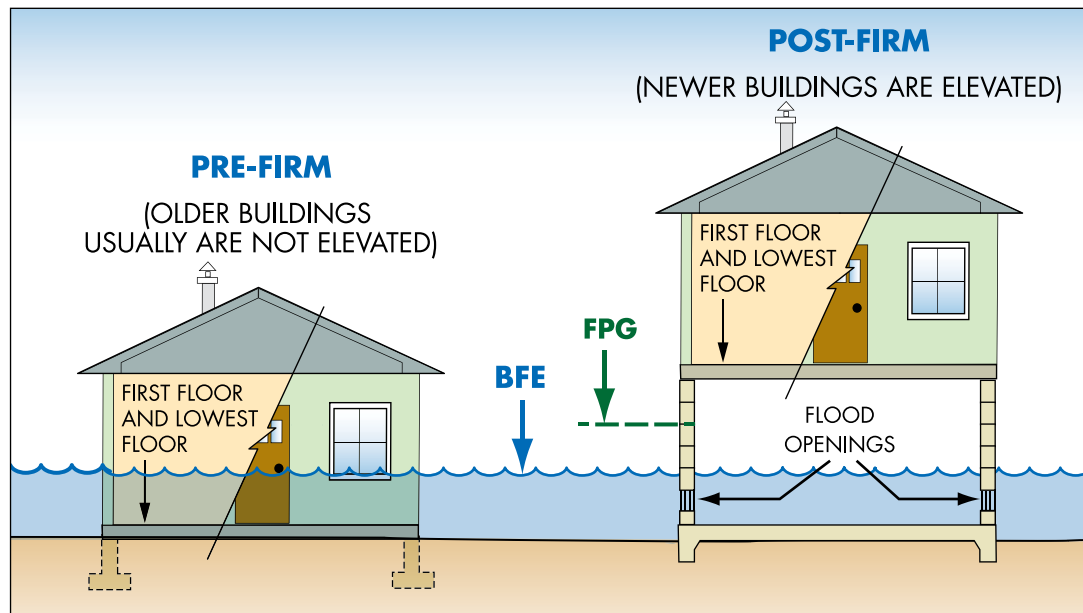 POST-FIRM
(NEWER BUILDINGS ARE ELEVATED)
PRE-FIRM
(OLDER BUILDINGS
USUALLY ARE NOT ELEVATED)
FIRST FLOOR
AND LOWEST
FLOOR
FPG
BFE
FIRST FLOOR
AND LOWEST
FLOOR
FLOOD
OPENINGS